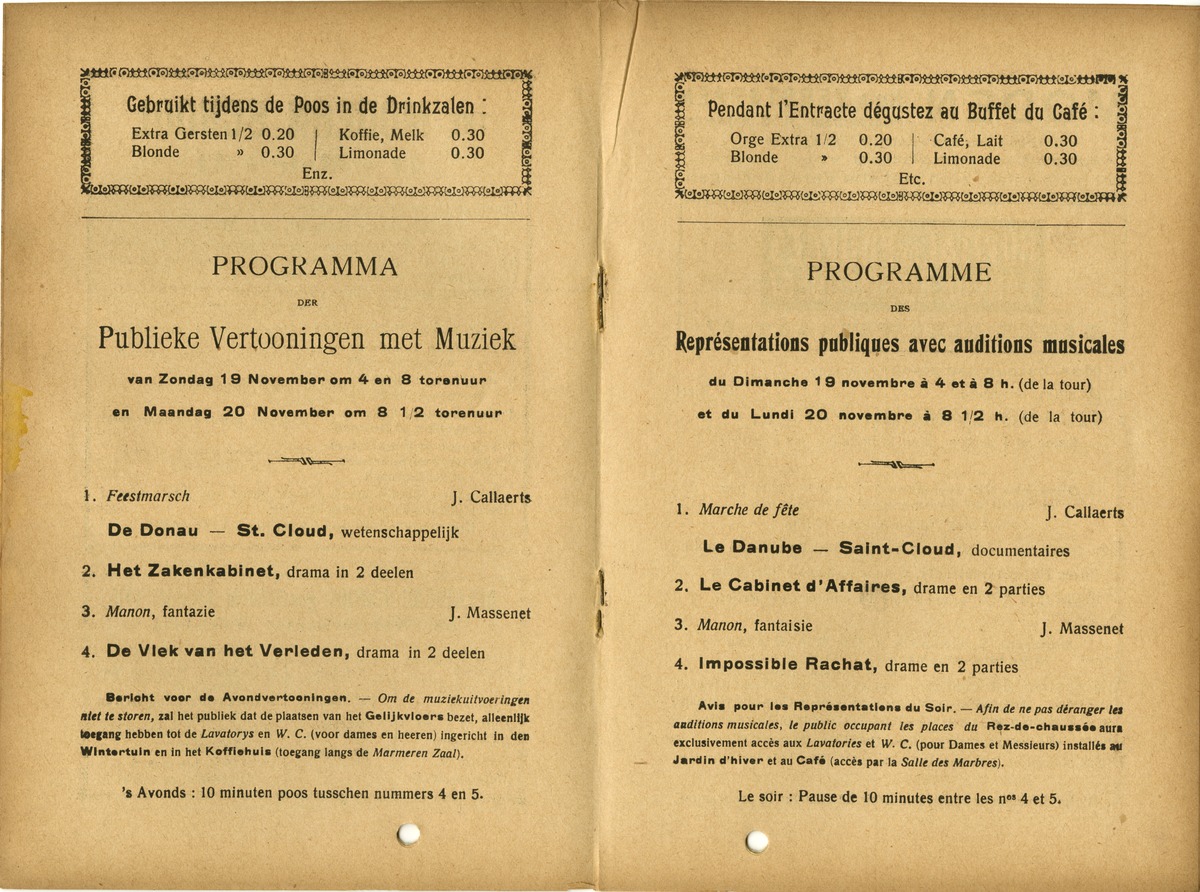 Gebruikt tijdens de Poos in de Drinkzalen :
Extra Gersten 1/2 0.20 | Koffie, Melk 0.30
Blonde » 0.30 | Limonade 0.30
Enz.
PROGRAMMA
DER
Publieke Vertooningen met Muziek
van Zondag 19 November om 4 en 8 torenuur
en Maandag 20 November om 8 1/2 torenuur
1. Feestmarsch J. Callaerts
De Donau — St. Cloud, wetenschappelijk
2. Het Zakenkabinet, drama in 2 deelen
3. Manon, fantazie J. Massenet
4. De Vlek van het Verleden, drama in 2 deelen
Bericht voor de Avondvertooningen. — Om de muziekuitvoeringen
niet te storen, zal het publiek dat de plaatsen van het Gelijkvloers bezet, alleenlijk
toegang hebben tot de Lavatorys en W. C. (voor dames en heeren) ingericht in den
Wintertuin en in het Koffiehuis (toegang langs de Marmeren Zaal).
's Avonds : 10 minuten poos tusschen nummers 4 en 5.
Pendant l'Entracte dégustez au Buffet du Café :
Orge Extra 1/2 0.20 | Café, Lait 0.30
Blonde » 0.30 | Limonade 0.30
Etc.
PROGRAMME
DES
Représentations publiques avec auditions musicales
du Dimanche 19 novembre à 4 et à 8 h. (de la tour)
et du Lundi 20 novembre à 8 1/2 h. (de la tour)
1. Marche de fête J. Callaerts
Le Danube — Saint-Cloud, documentaires
2. Le Cabinet d'Affaires, drame en 2 parties
3. Manon, fantaisie J. Massenet
4. Impossible Rachat, drame en 2 parties
Avis pour les Représentations du Soir. — Afin de ne pas déranger les
auditions musicales, le public occupant les places du Rez-de-chaussée aura
exclusivement accès aux Lavatories et W. C. (pour Dames et Messieurs) installés au
Jardin d'hiver et au Café (accès par la Salle des Marbres).
Le soir : Pause de 10 minutes entre les nos 4 et 5.